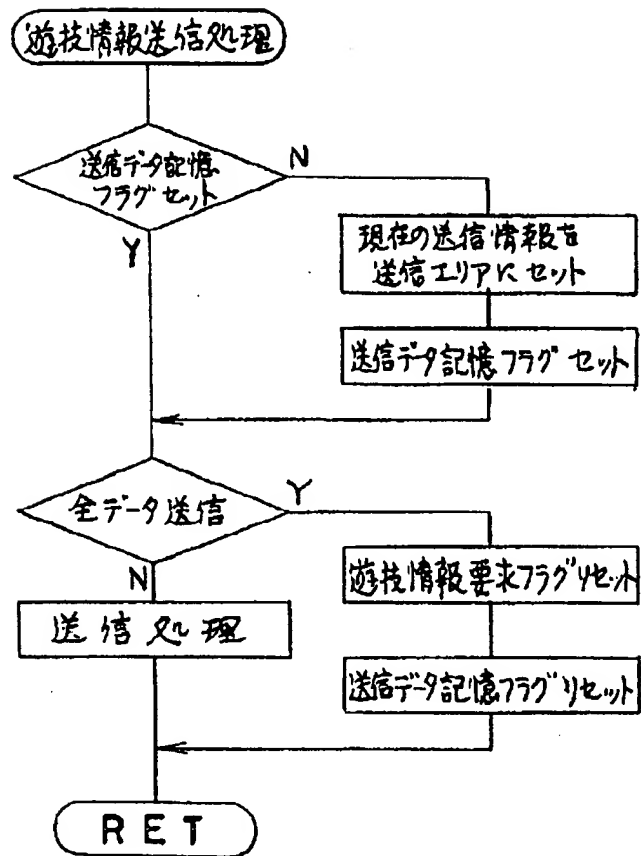 遊技情報送信処理
送信データ記憶
フラグセット
N
Y
現在の送信情報を
送信エリアにセット
送信データ記憶フラグセット
全データ送信
Y
N
遊技情報要求フラグリセット
送信処理
送信データ記憶フラグリセット
RET